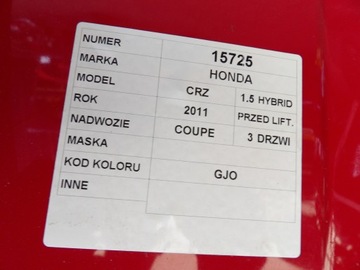 NUMER 15725
MARKA HONDA
MODEL CRZ 1.5 HYBRID
ROK 2011 PRZED LIFT.
NADWOZIE COUPE 3 DRZWI
MASKA
KOD KOLORU GJO
INNE